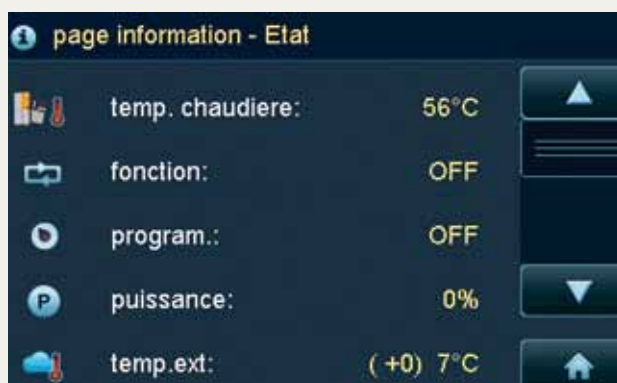 page information - Etat
temp. chaudiere: 56°C
fonction: OFF
program.: OFF
P puissance: 0%
temp.ext: ( +0) 7°C